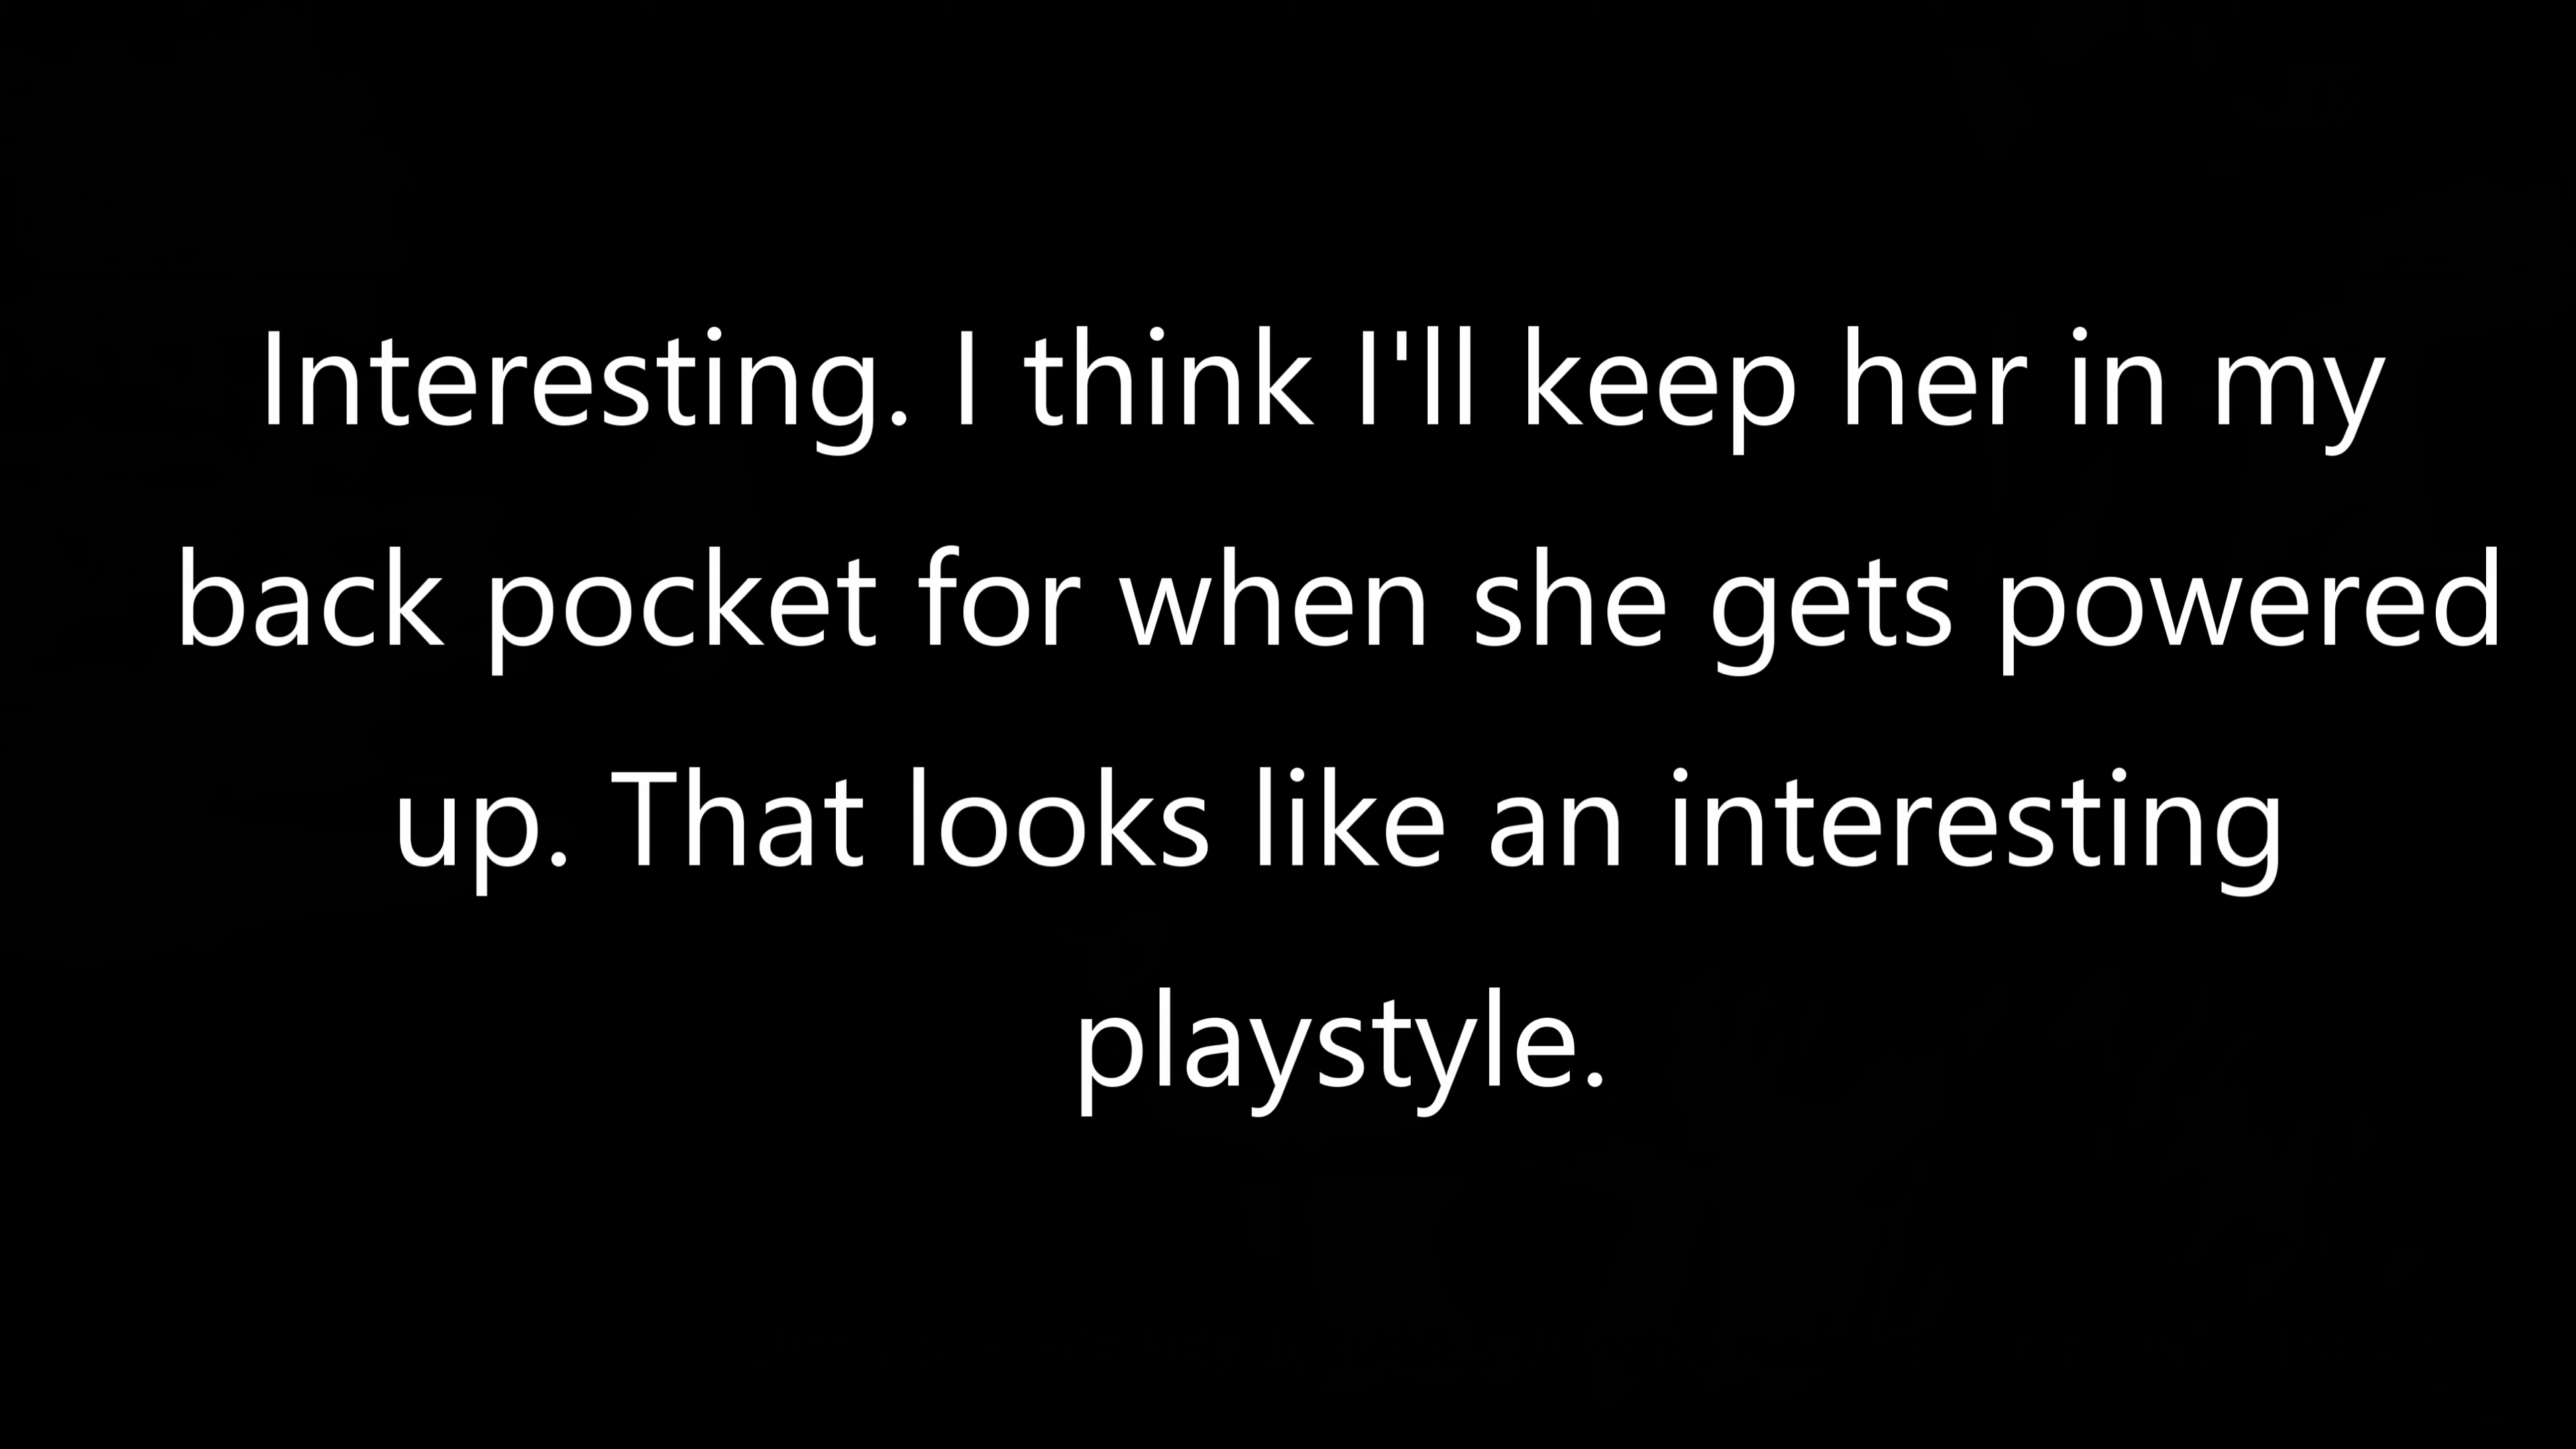 Interesting. I think I'll keep her in my
back pocket for when she gets powered
up. That looks like an interesting
playstyle.